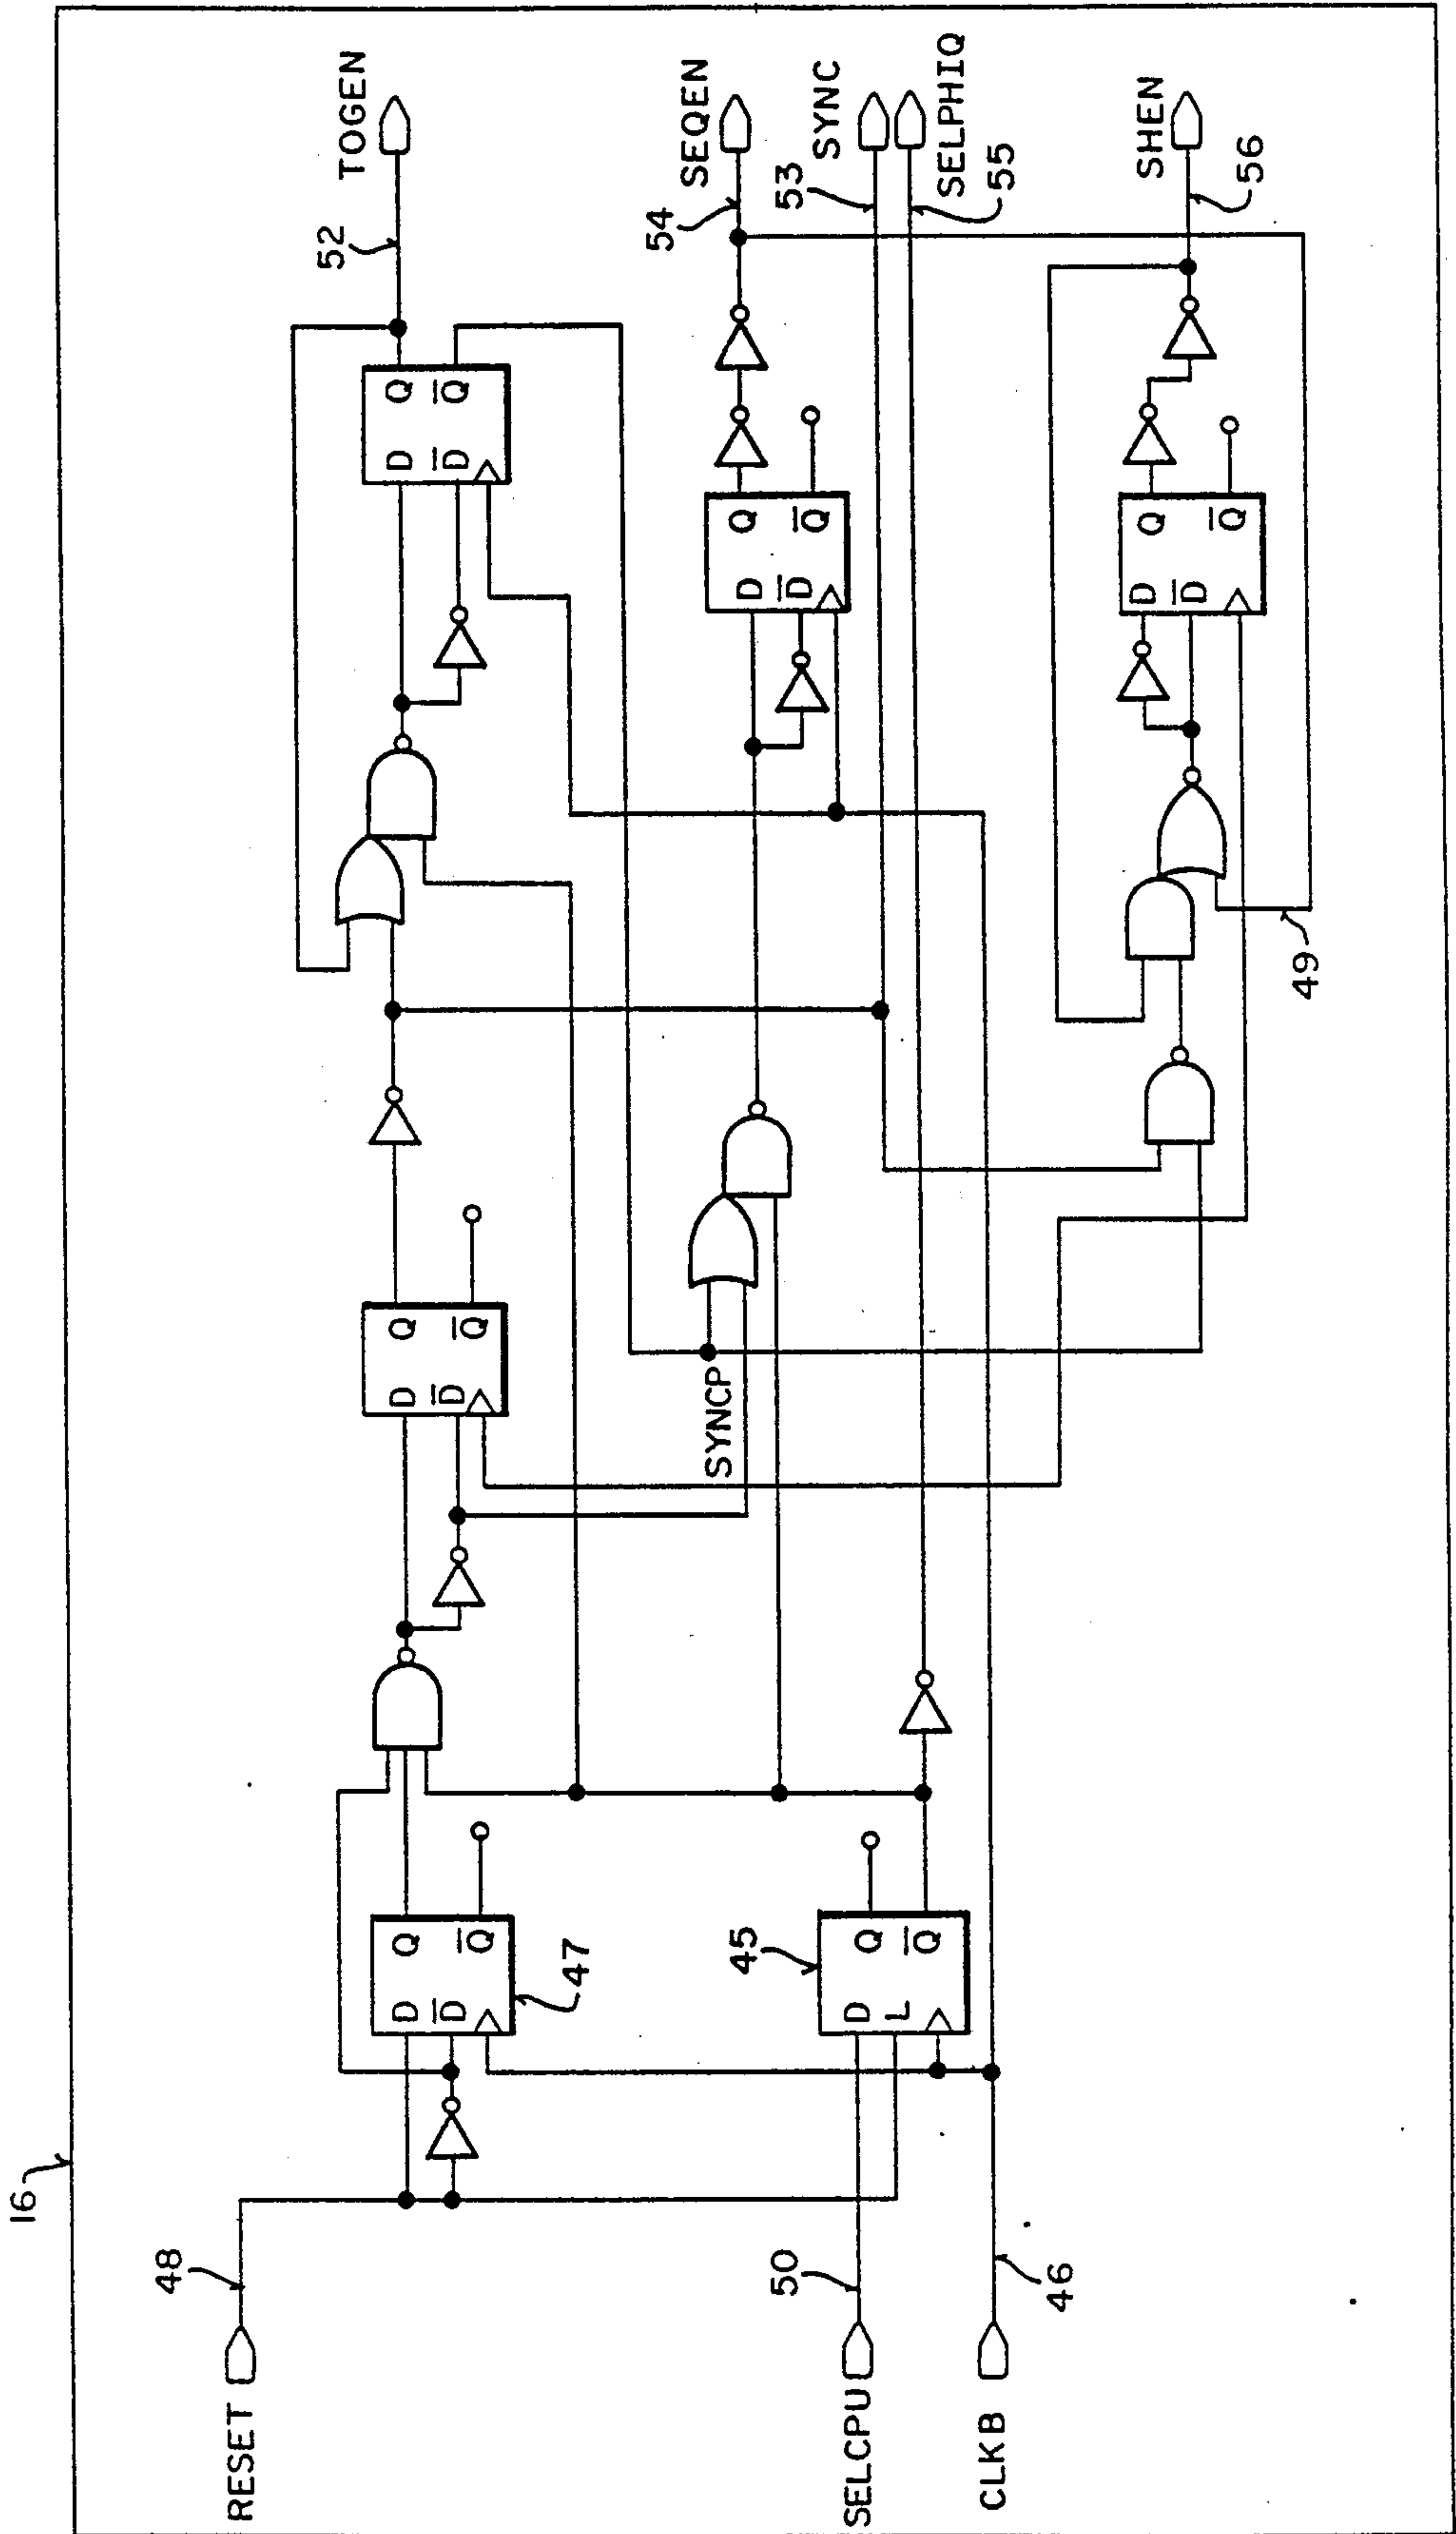 16
RESET
48
SELCPU
50
CLKB
46
D
D
Q
Q
47
D
L
Q
Q
45
D
D
Q
Q
SYNCP
D
D
Q
Q
52
TOGEN
D
D
Q
Q
54
SEQEN
53
SYNC
SELPHIQ
55
D
D
Q
Q
49
SHEN
56